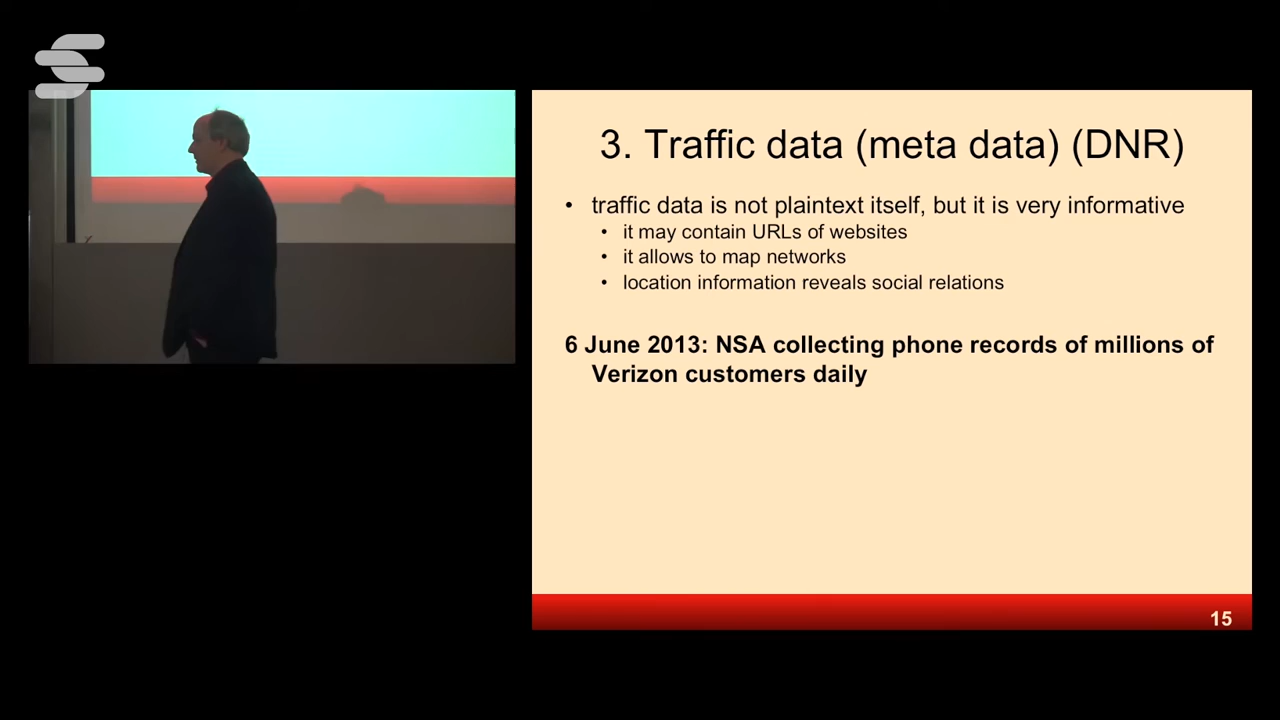 3. Traffic data (meta data) (DNR)
• traffic data is not plaintext itself, but it is very informative
• it may contain URLs of websites
• it allows to map networks
• location information reveals social relations
6 June 2013: NSA collecting phone records of millions of
Verizon customers daily
15